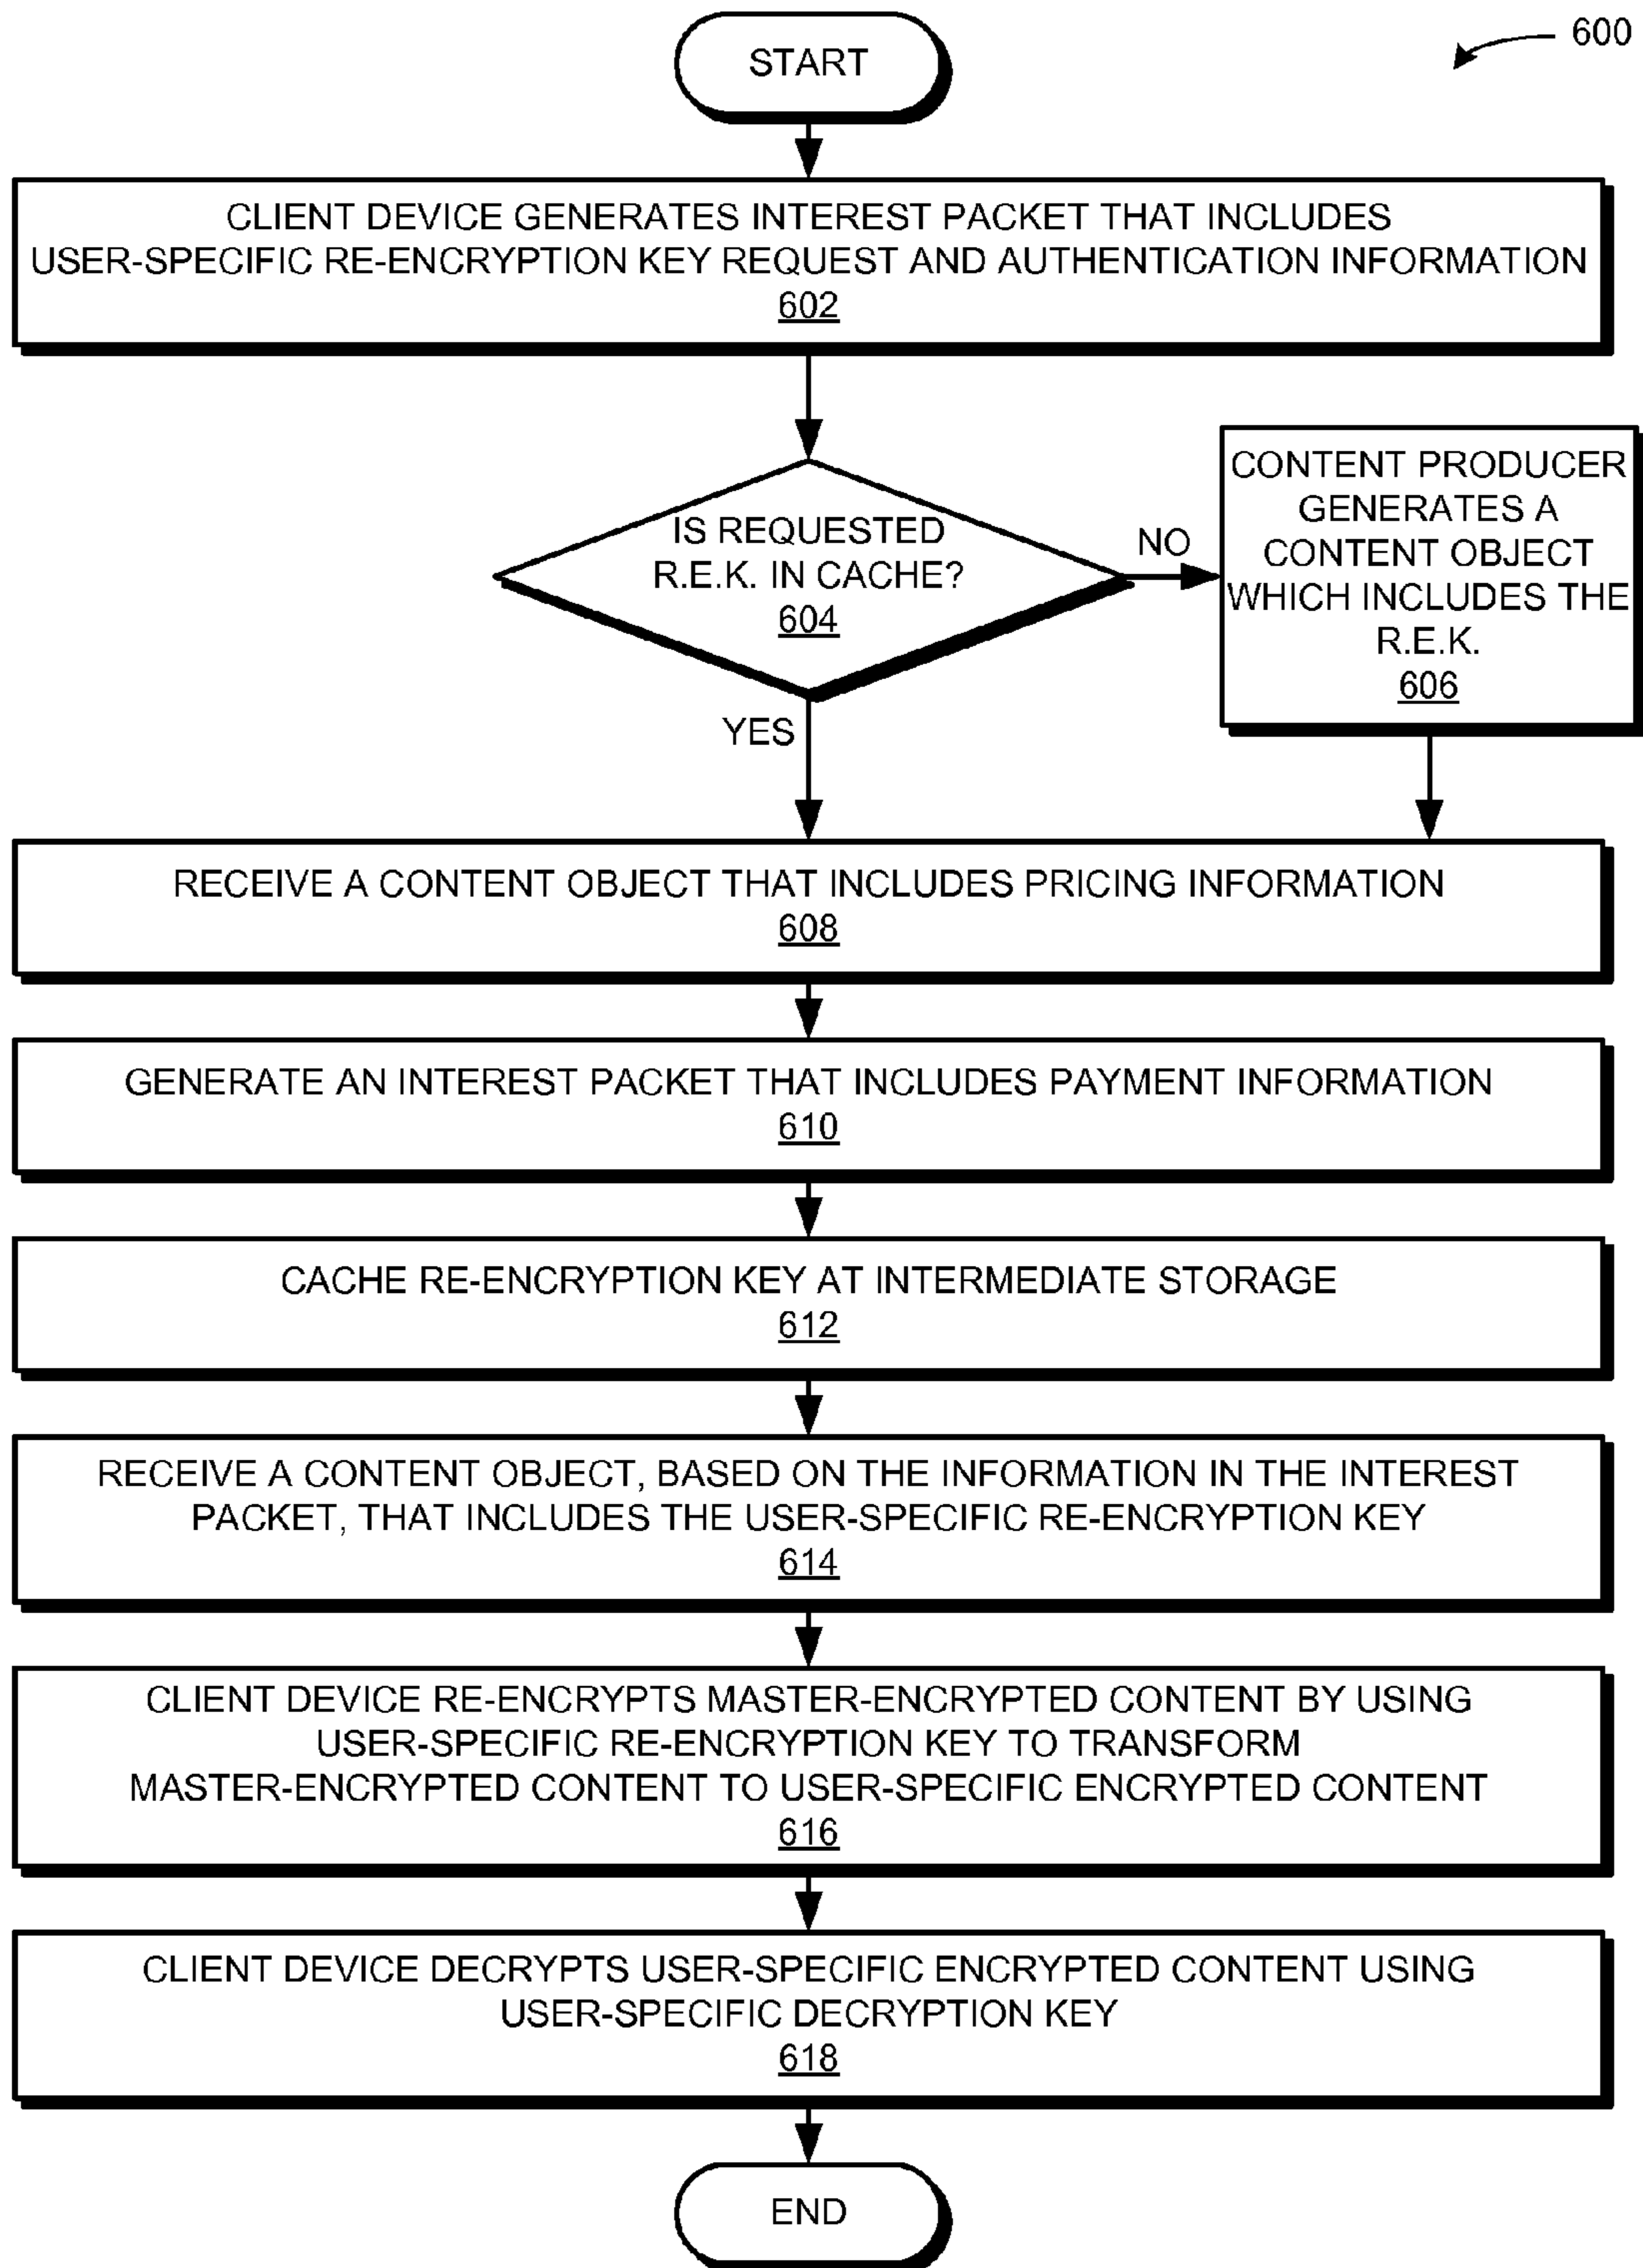 START
600
CLIENT DEVICE GENERATES INTEREST PACKET THAT INCLUDES
USER-SPECIFIC RE-ENCRYPTION KEY REQUEST AND AUTHENTICATION INFORMATION
602
IS REQUESTED
R.E.K. IN CACHE?
604
NO
CONTENT PRODUCER
GENERATES A
CONTENT OBJECT
WHICH INCLUDES THE
R.E.K.
606
YES
RECEIVE A CONTENT OBJECT THAT INCLUDES PRICING INFORMATION
608
GENERATE AN INTEREST PACKET THAT INCLUDES PAYMENT INFORMATION
610
CACHE RE-ENCRYPTION KEY AT INTERMEDIATE STORAGE
612
RECEIVE A CONTENT OBJECT, BASED ON THE INFORMATION IN THE INTEREST
PACKET, THAT INCLUDES THE USER-SPECIFIC RE-ENCRYPTION KEY
614
CLIENT DEVICE RE-ENCRYPTS MASTER-ENCRYPTED CONTENT BY USING
USER-SPECIFIC RE-ENCRYPTION KEY TO TRANSFORM
MASTER-ENCRYPTED CONTENT TO USER-SPECIFIC ENCRYPTED CONTENT
616
CLIENT DEVICE DECRYPTS USER-SPECIFIC ENCRYPTED CONTENT USING
USER-SPECIFIC DECRYPTION KEY
618
END